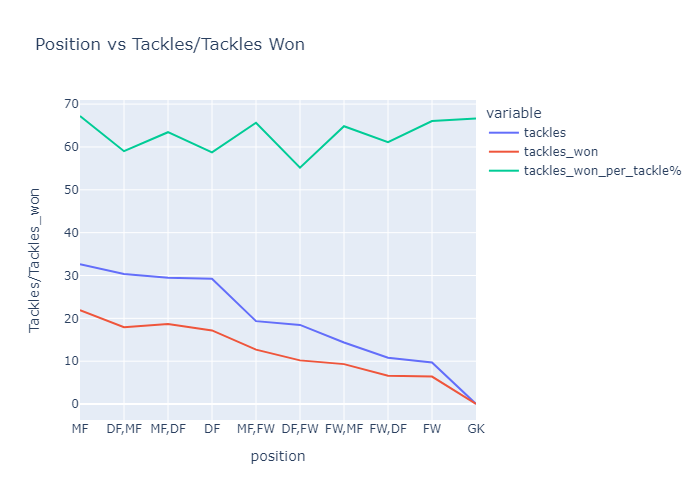 Position vs Tackles/Tackles Won
variable
tackles
tackles_won
tackles_won_per_tackle%
Tackles/Tackles_won
70
60
50
40
30
20
10
0
MF DF,MF MF,DF DF MF,FW DF,FW FW,MF FW,DF FW GK
position